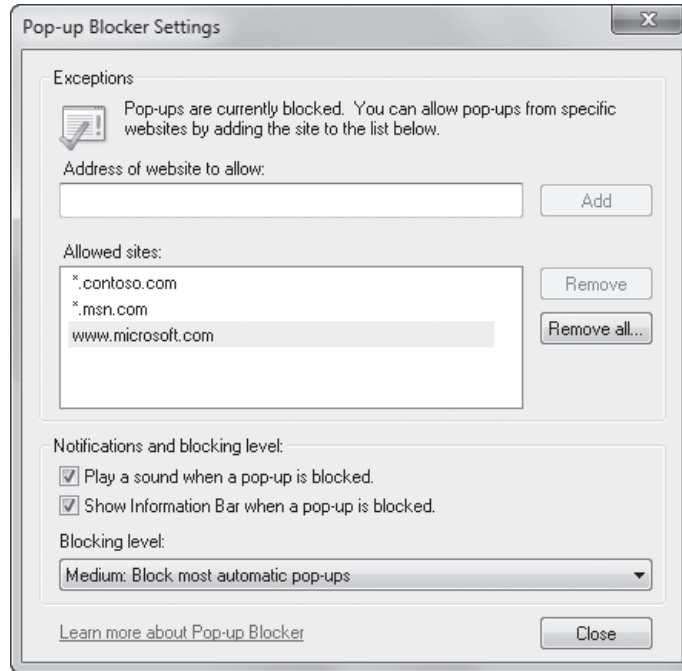 Pop-up Blocker Settings
Exceptions
Pop-ups are currently blocked. You can allow pop-ups from specific
websites by adding the site to the list below.
Address of website to allow:
Add
Allowed sites:
*.contoso.com
*.msn.com
www.microsoft.com
Remove
Remove all...
Notifications and blocking level:
Play a sound when a pop-up is blocked.
Show Information Bar when a pop-up is blocked.
Blocking level:
Medium: Block most automatic pop-ups
Learn more about Pop-up Blocker
Close